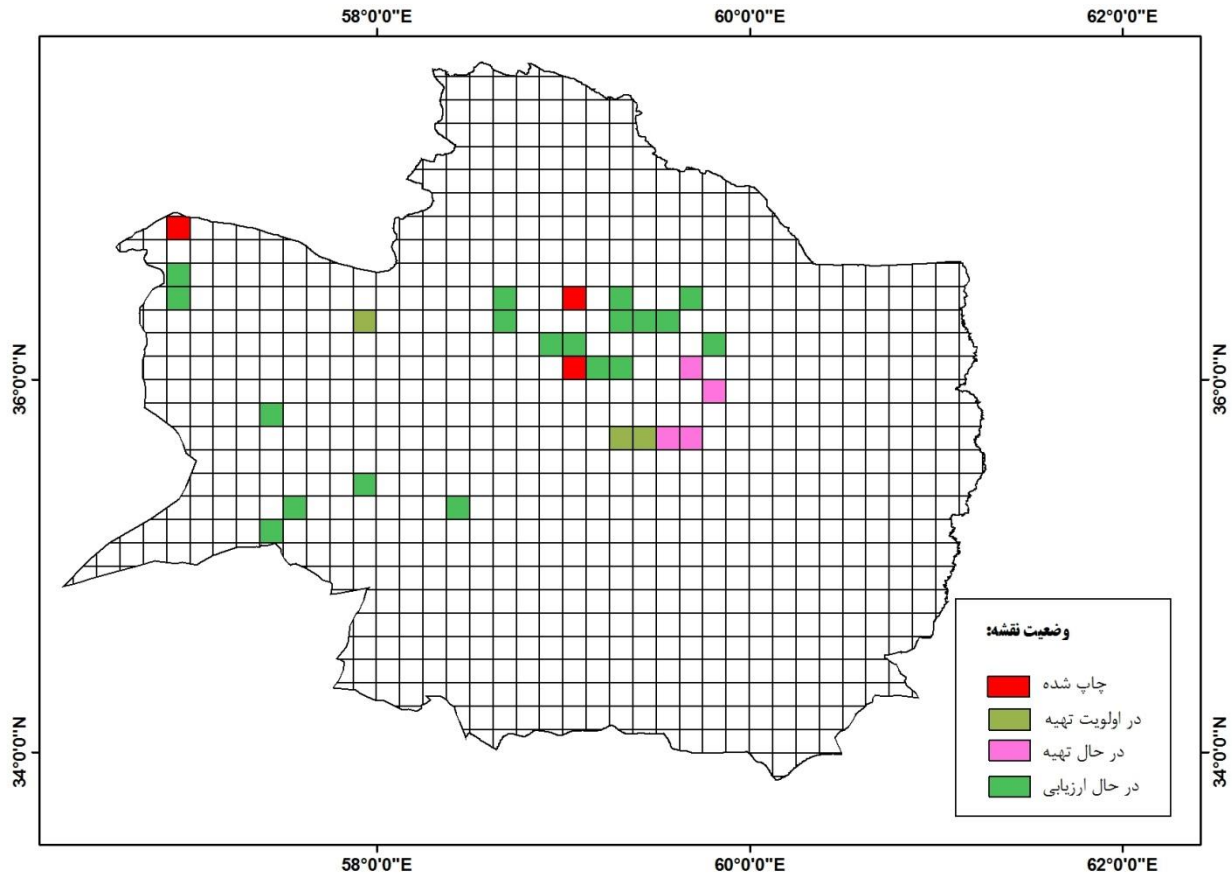 58°0'0"E 60°0'0"E 62°0'0"E
36°0'0"N 36°0'0"N
34°0'0"N 34°0'0"N
وضعیت نقشه:
چاپ شده
در اولویت تهیه
در حال تهیه
در حال ارزیابی
58°0'0"E 60°0'0"E 62°0'0"E